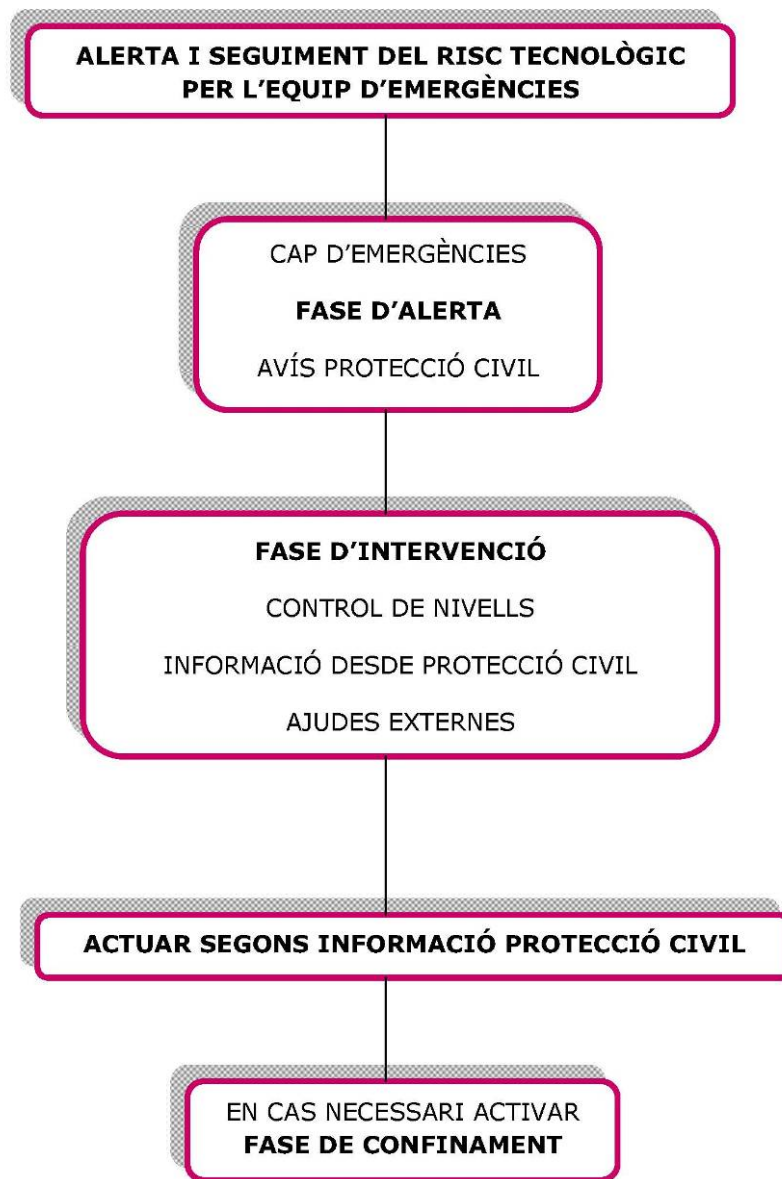 ALERTA I SEGUIMENT DEL RISC TECNOLÒGIC
PER L'EQUIP D'EMERGÈNCIES
CAP D'EMERGÈNCIES
FASE D'ALERTA
AVÍS PROTECCIÓ CIVIL
FASE D'INTERVENCIÓ
CONTROL DE NIVELLS
INFORMACIÓ DESDE PROTECCIÓ CIVIL
AJUDES EXTERNES
ACTUAR SEGONS INFORMACIÓ PROTECCIÓ CIVIL
EN CAS NECESSARI ACTIVAR
FASE DE CONFINAMENT